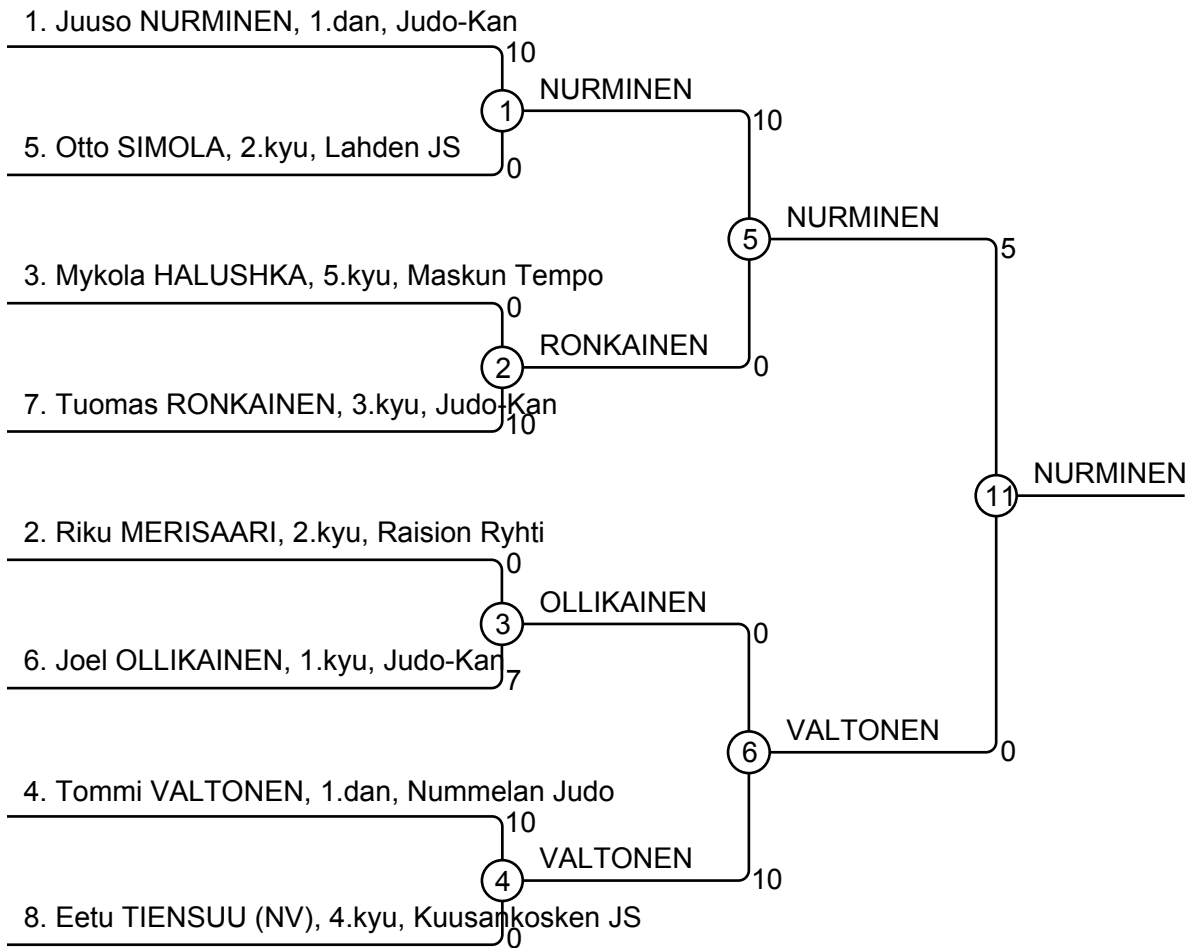 1. Juuso NURMINEN, 1.dan, Judo-Kan
10
1
NURMINEN
10
5. Otto SIMOLA, 2.kyu, Lahden JS
0
5
NURMINEN
5
3. Mykola HALUSHKA, 5.kyu, Maskun Tempo
0
2
RONKAINEN
0
7. Tuomas RONKAINEN, 3.kyu, Judo-Kan
10
11
NURMINEN
2. Riku MERISAARI, 2.kyu, Raision Ryhti
0
3
OLLIKAINEN
0
6. Joel OLLIKAINEN, 1.kyu, Judo-Kan
7
6
VALTONEN
0
4. Tommi VALTONEN, 1.dan, Nummelan Judo
10
4
VALTONEN
10
8. Eetu TIENSUU (NV), 4.kyu, Kuusankosken JS
0